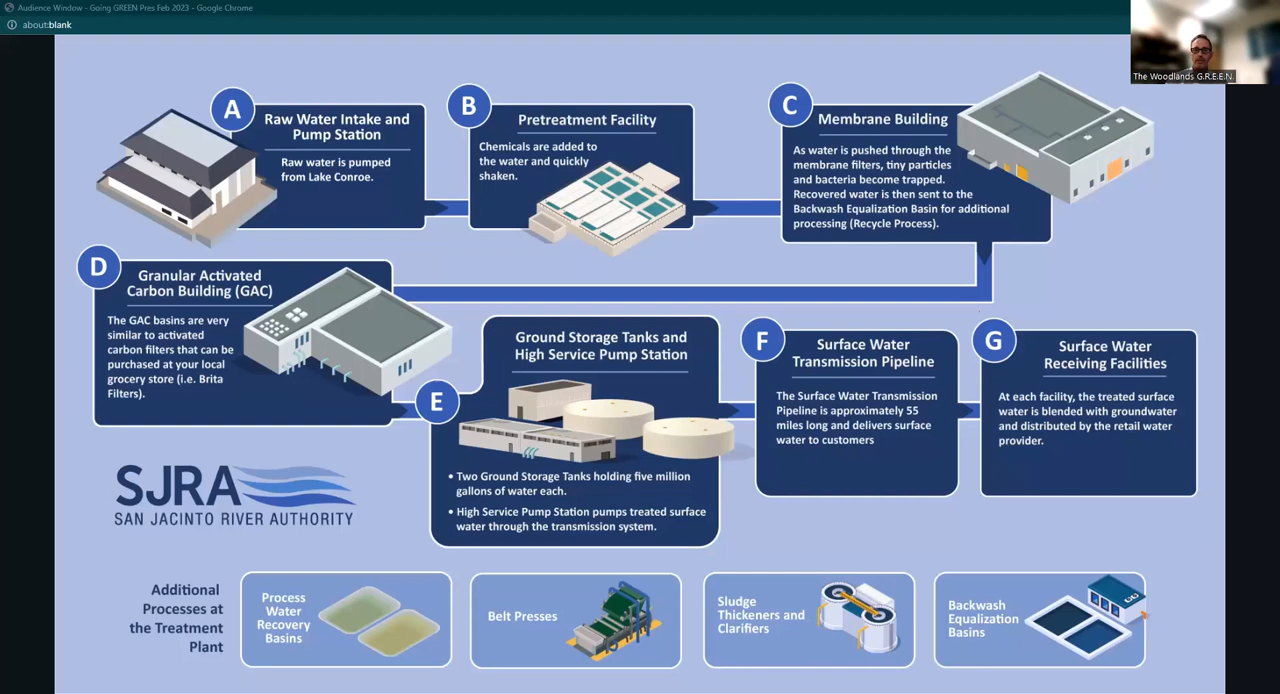 Audience Window - Going GREEN Pres Feb 2023 - Google Chrome
about:blank
The Woodlands G.R.E.E.N.
A
Raw Water Intake and
Pump Station
Raw water is pumped
from Lake Conroe.
B
Pretreatment Facility
Chemicals are added to
the water and quickly
shaken.
C
Membrane Building
As water is pushed through the
membrane filters, tiny particles
and bacteria become trapped.
Recovered water is then sent to the
Backwash Equalization Basin for additional
processing (Recycle Process).
D
Granular Activated
Carbon Building (GAC)
The GAC basins are very
similar to activated
carbon filters that can be
purchased at your local
grocery store (i.e. Brita
Filters).
E
Ground Storage Tanks and
High Service Pump Station
• Two Ground Storage Tanks holding five million
gallons of water each.
• High Service Pump Station pumps treated surface
water through the transmission system.
F
Surface Water
Transmission Pipeline
The Surface Water Transmission
Pipeline is approximately 55
miles long and delivers surface
water to customers
G
Surface Water
Receiving Facilities
At each facility, the treated surface
water is blended with groundwater
and distributed by the retail water
provider.
SJRA
SAN JACINTO RIVER AUTHORITY
Additional
Processes at
the Treatment
Plant
Process
Water
Recovery
Basins
Belt Presses
Sludge
Thickeners and
Clarifiers
Backwash
Equalization
Basins